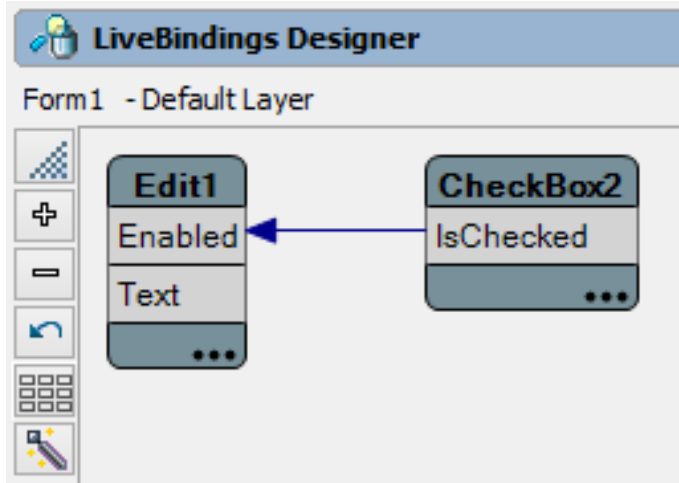 LiveBindings Designer
Form1 - Default Layer
Edit1
Enabled
Text
CheckBox2
IsChecked